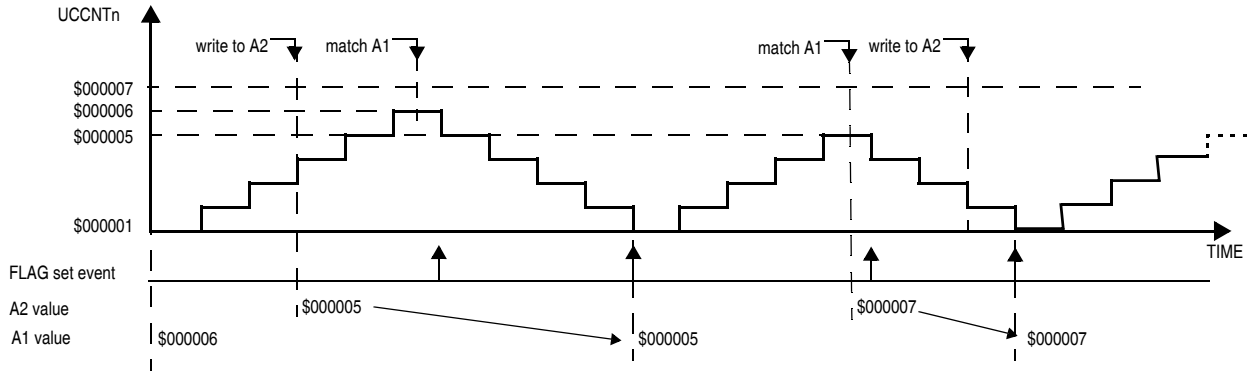 UCCNTn
write to A2 match A1 match A1 write to A2
$000007
$000006
$000005
$000001
TIME
FLAG set event
A2 value $000005 $000007
A1 value $000006 $000005 $000007